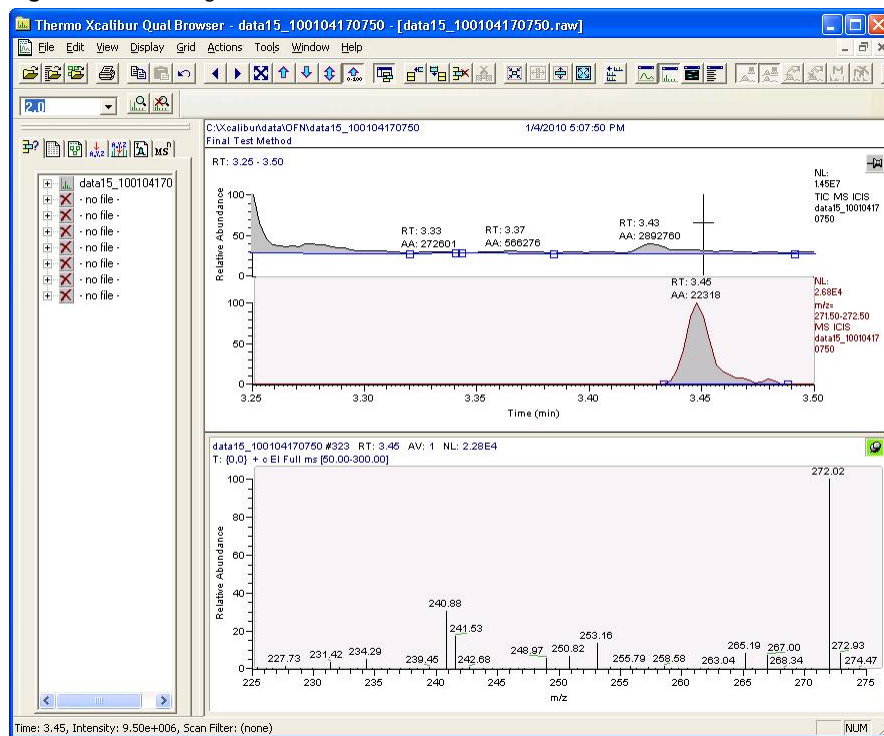 Thermo Xcalibur Qual Browser - data15_100104170750 - [data15_100104170750.raw]
File Edit View Display Grid Actions Tools Window Help
2.0
data15_100104170
- no file -
- no file -
- no file -
- no file -
- no file -
- no file -
- no file -
C:\Xcalibur\data\OFN\data15_100104170750 1/4/2010 5:07:50 PM
Final Test Method
RT: 3.25 - 3.50
NL:
1.45E7
TIC MS ICIS
data15_10010417
0750
Relative Abundance
100
50
0
RT: 3.33
AA: 272601
RT: 3.37
AA: 566276
RT: 3.43
AA: 2892760
RT: 3.45
AA: 22318
NL:
2.68E4
m/z=
271.50-272.50
MS ICIS
data15_10010417
0750
100
50
0
3.25 3.30 3.35 3.40 3.45 3.50
Time (min)
data15_100104170750 #323 RT: 3.45 AV: 1 NL: 2.28E4
T: {0,0} + c EI Full ms [50.00-300.00]
Relative Abundance
100
80
60
40
20
0
272.02
240.88
241.53
253.16
227.73 231.42 234.29 239.45 242.68 248.97 250.82 255.79 258.58 263.04 265.19 267.00 268.34 272.93 274.47
225 230 235 240 245 250 255 260 265 270 275
m/z
Time: 3.45, Intensity: 9.50e+006, Scan Filter: (none)
NUM